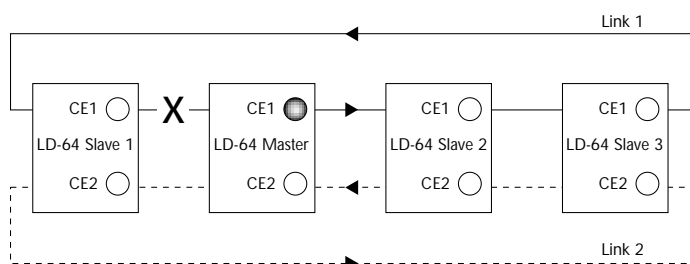 Link 1
CE1
X
CE1
CE1
CE1
LD-64 Slave 1
LD-64 Master
LD-64 Slave 2
LD-64 Slave 3
CE2
CE2
CE2
CE2
Link 2